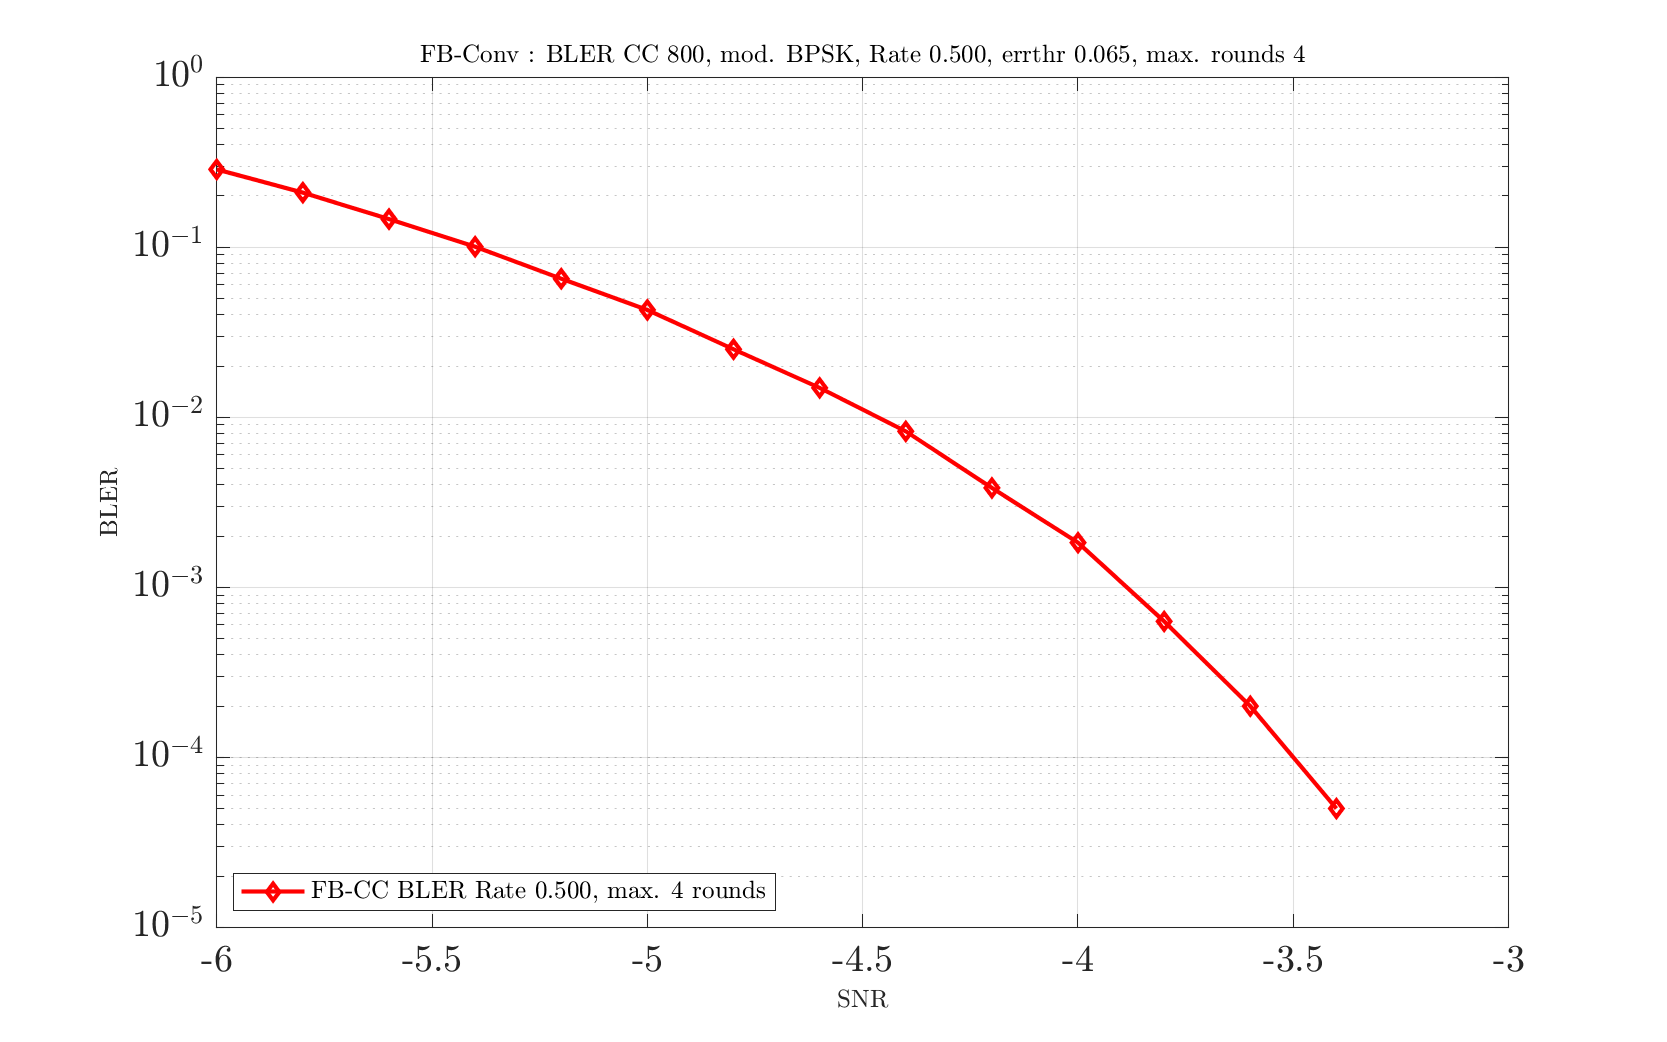 FB-Conv : BLER CC 800, mod. BPSK, Rate 0.500, errthr 0.065, max. rounds 4
10^0
10^-1
10^-2
10^-3
10^-4
10^-5
BLER
FB-CC BLER Rate 0.500, max. 4 rounds
-6 -5.5 -5 -4.5 -4 -3.5 -3
SNR